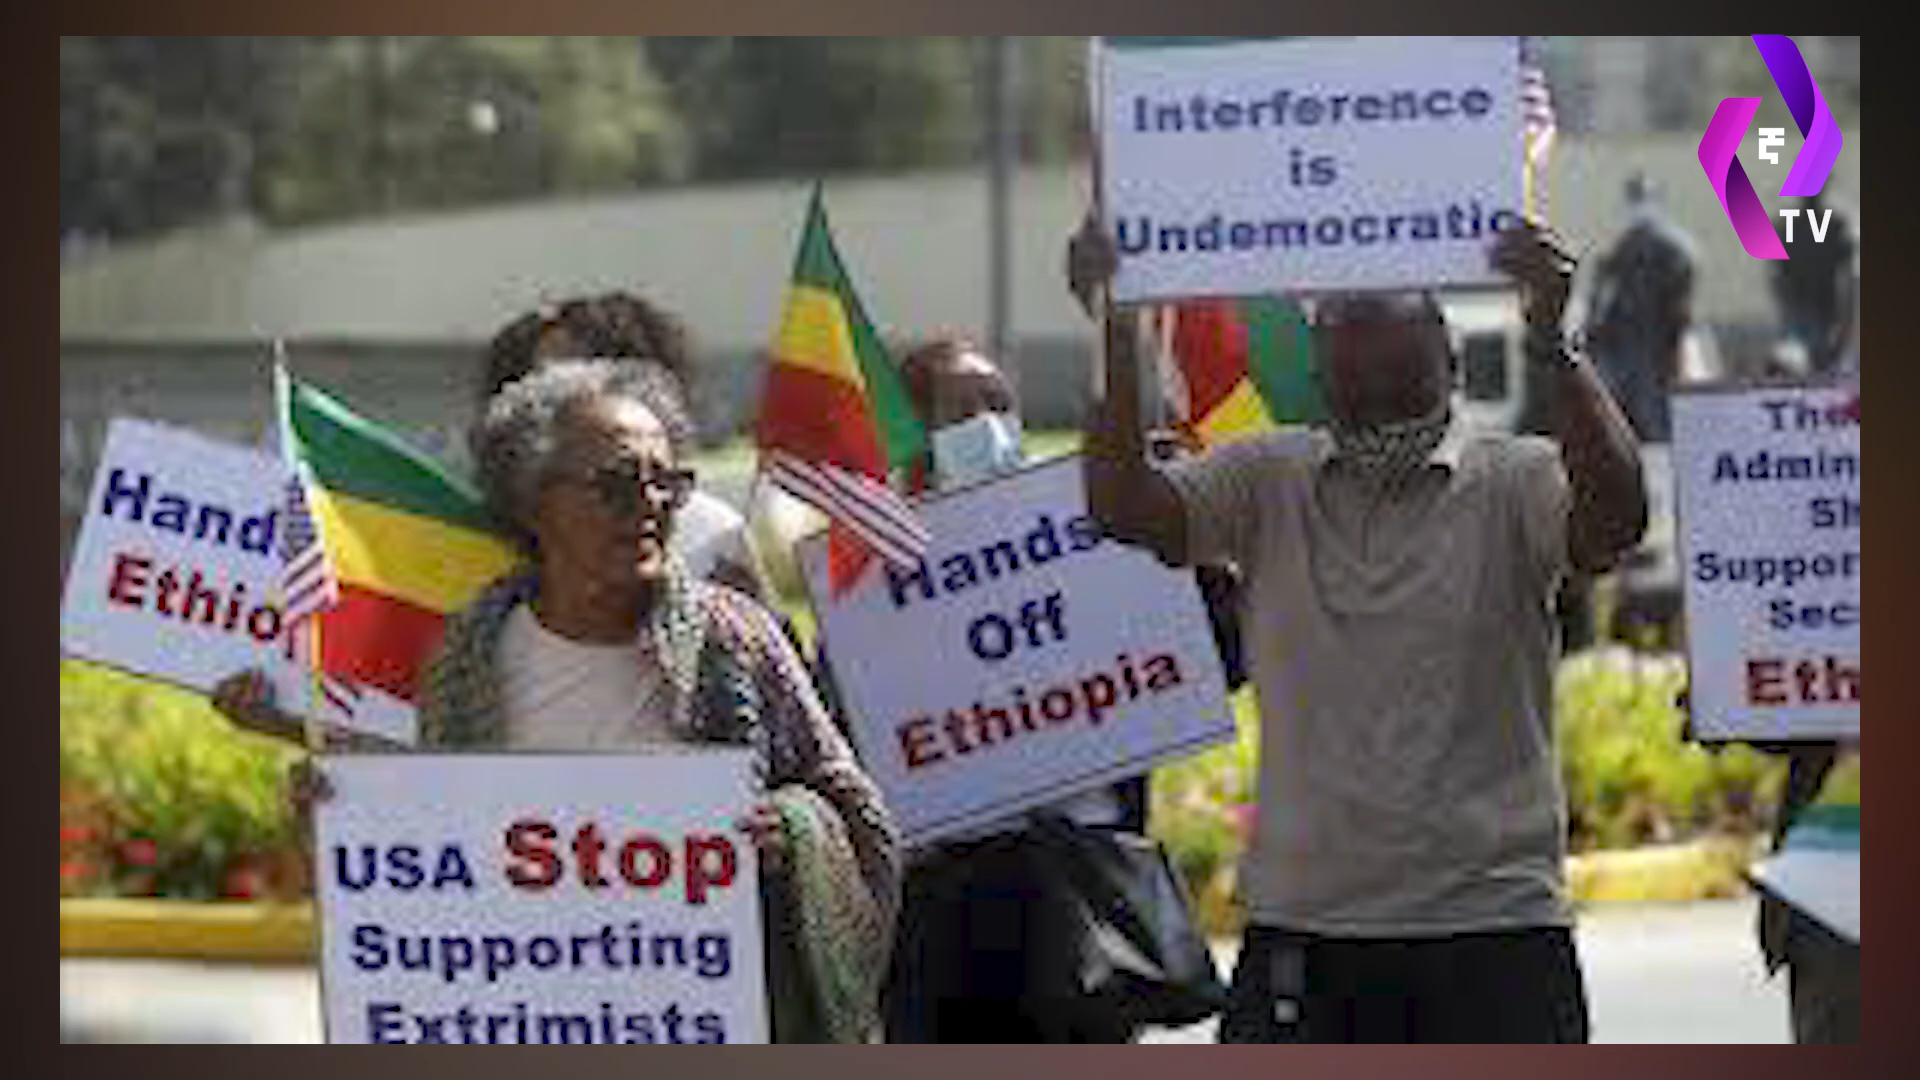 Interference
is
Undemocratic
ኛ
TV
Hands
Off
Ethiopia
USA Stop
Supporting
Extrimists